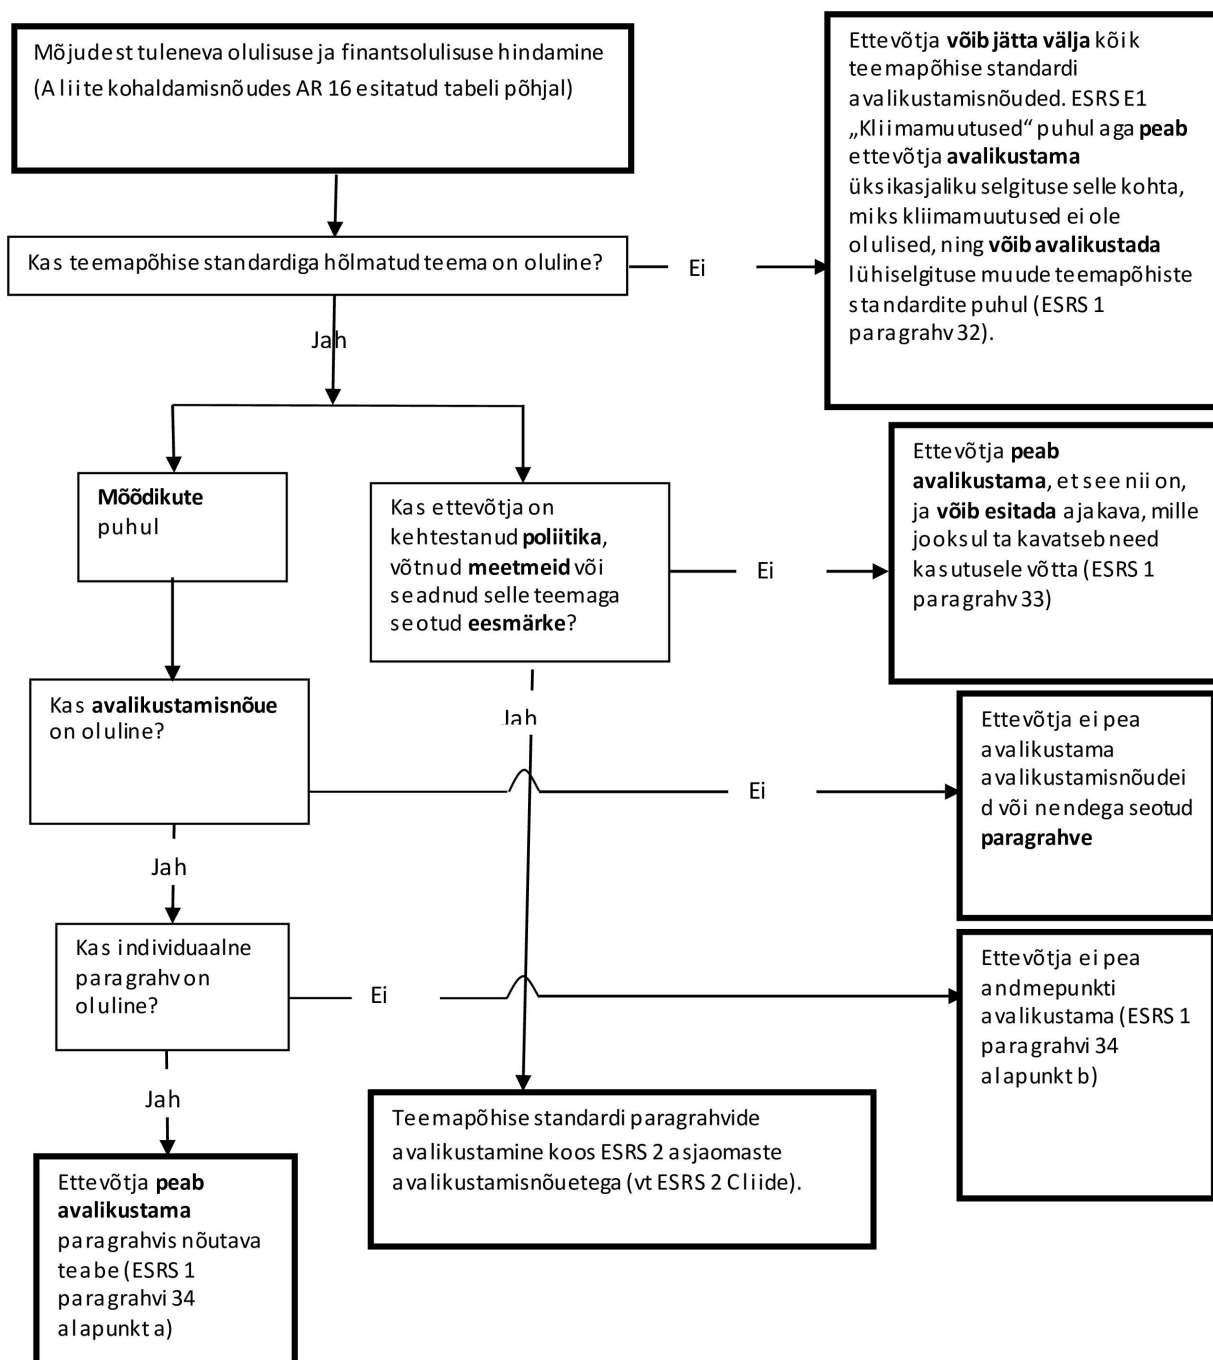 Mõjudest tuleneva olulisuse ja finantsolulisuse hindamine
(A liite kohaldamisnõudes AR 16 esitatud tabeli põhjal)
Ettevõtja võib jätta välja kõik
teemapõhise standardi
avalikustamisnõuded. ESRS E1
„Kliimamuutused“ puhul aga peab
ettevõtja avalikustama
üksikasjaliku selgituse selle kohta,
miks kliimamuutused ei ole
olulised, ning võib avalikustada
lühiselgituse muude teemapõhiste
standardite puhul (ESRS 1
paragrahv 32).
Kas teemapõhise standardiga hõlmatud teema on oluline?
Ei
Jah
Mõõdikute
puhul
Kas ettevõtja on
kehtestanud poliitika,
võtnud meetmeid või
seadnud selle teemaga
seotud eesmärke?
Ei
Ettevõtja peab
avalikustama, et see nii on,
ja võib esitada ajakava, mille
jooksul ta kavatseb need
kasutusele võtta (ESRS 1
paragrahv 33)
Kas avalikustamisnõue
on oluline?
Jah
Ei
Ettevõtja ei pea
avalikustama
avalikustamisnõudei
d või nendega seotud
paragrahve
Jah
Kas individuaalne
paragrahv on
oluline?
Ei
Ettevõtja ei pea
andmepunkti
avalikustama (ESRS 1
paragrahvi 34
alapunkt b)
Jah
Teemapõhise standardi paragrahvide
avalikustamine koos ESRS 2 asjaomaste
avalikustamisnõuetega (vt ESRS 2 C liide).
Ettevõtja peab
avalikustama
paragrahvis nõutava
teabe (ESRS 1
paragrahvi 34
alapunkt a)